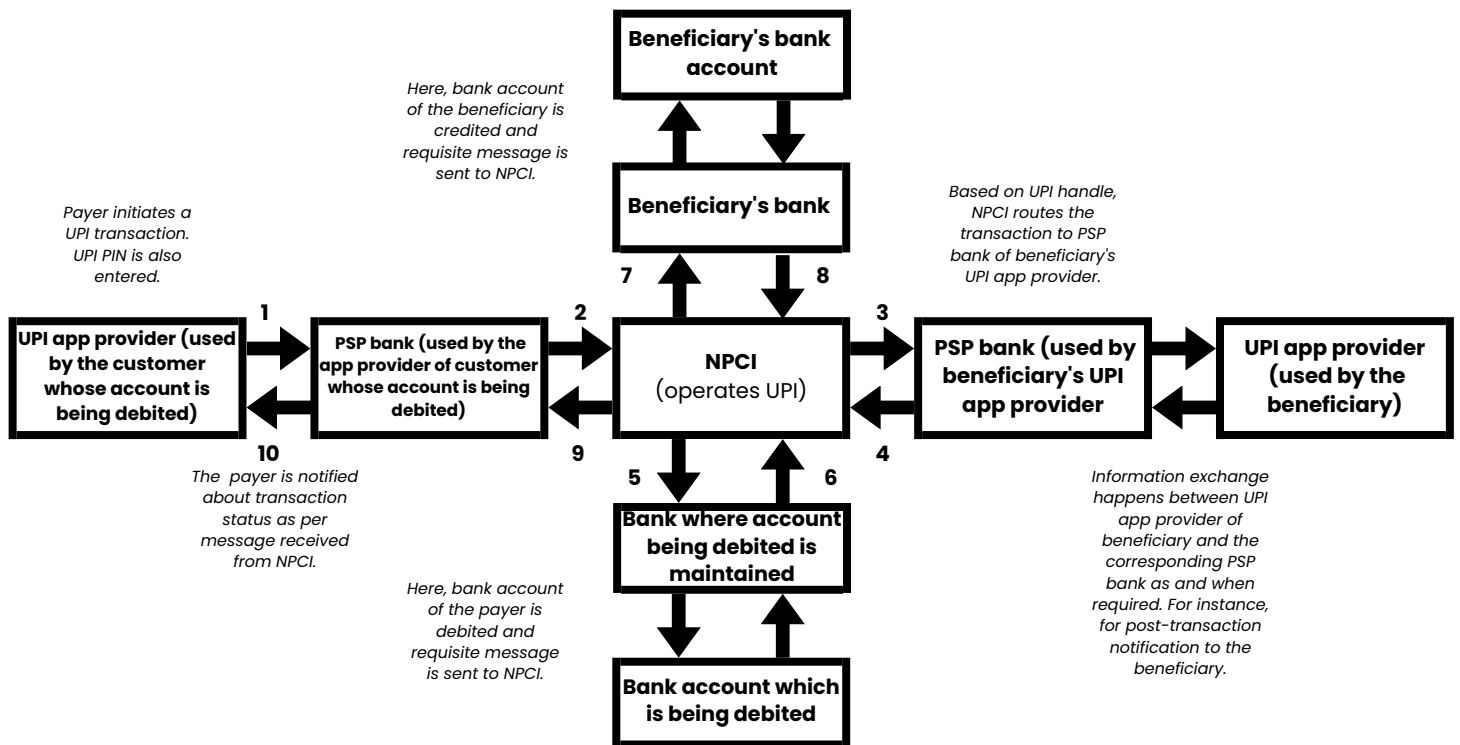 Beneficiary's bank
account
Here, bank account
of the beneficiary is
credited and
requisite message is
sent to NPCI.
Beneficiary's bank
Based on UPI handle,
NPCI routes the
transaction to PSP
bank of beneficiary's
UPI app provider.
Payer initiates a
UPI transaction.
UPI PIN is also
entered.
7
8
1
2
3
UPI app provider (used
by the customer
whose account is
being debited)
PSP bank (used by the
app provider of customer
whose account is being
debited)
NPCI
(operates UPI)
PSP bank (used by
beneficiary's UPI
app provider
UPI app provider
(used by the
beneficiary)
10
9
4
The payer is notified
about transaction
status as per
message received
from NPCI.
5
6
Information exchange
happens between UPI
app provider of
beneficiary and the
corresponding PSP
bank as and when
required. For instance,
for post-transaction
notification to the
beneficiary.
Bank where account
being debited is
maintained
Here, bank account
of the payer is
debited and
requisite message
is sent to NPCI.
Bank account which
is being debited